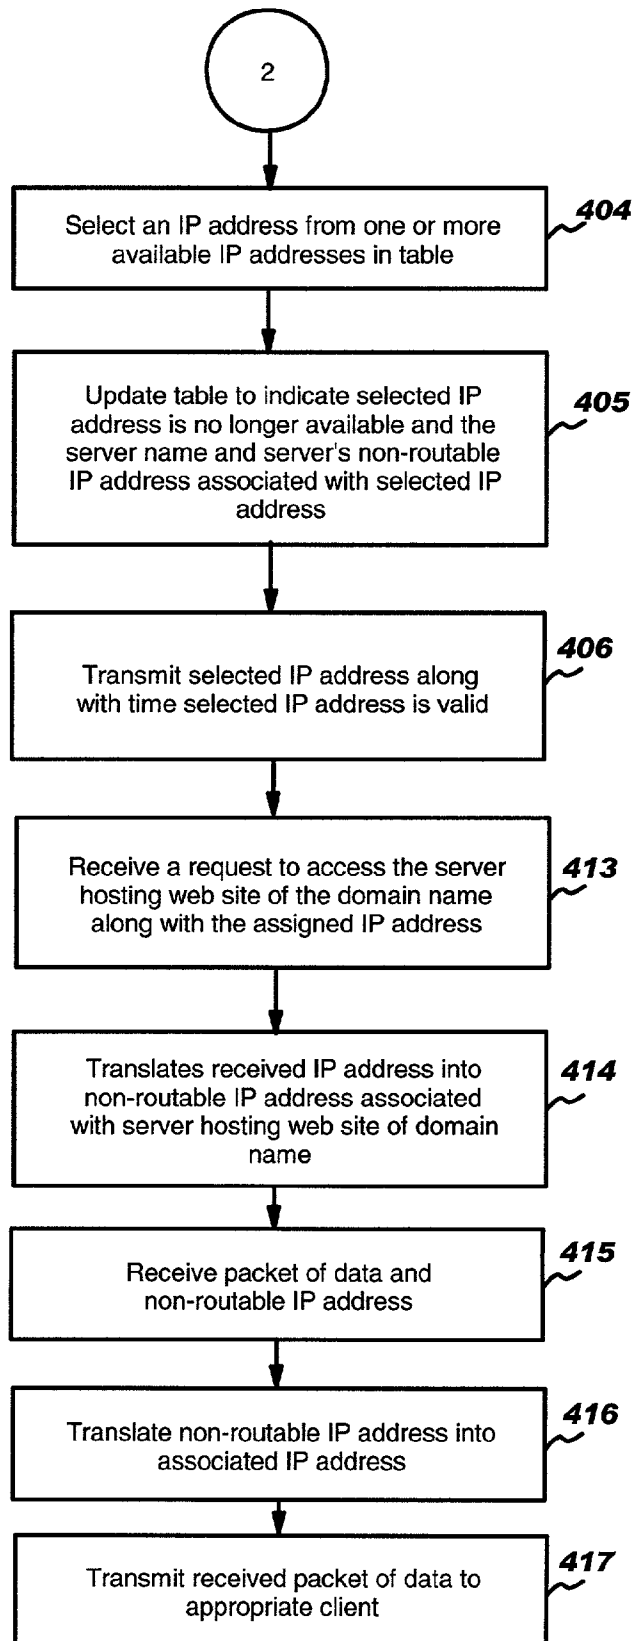 2
404
Select an IP address from one or more
available IP addresses in table
405
Update table to indicate selected IP
address is no longer available and the
server name and server's non-routable
IP address associated with selected IP
address
406
Transmit selected IP address along
with time selected IP address is valid
413
Receive a request to access the server
hosting web site of the domain name
along with the assigned IP address
414
Translates received IP address into
non-routable IP address associated
with server hosting web site of domain
name
415
Receive packet of data and
non-routable IP address
416
Translate non-routable IP address into
associated IP address
417
Transmit received packet of data to
appropriate client